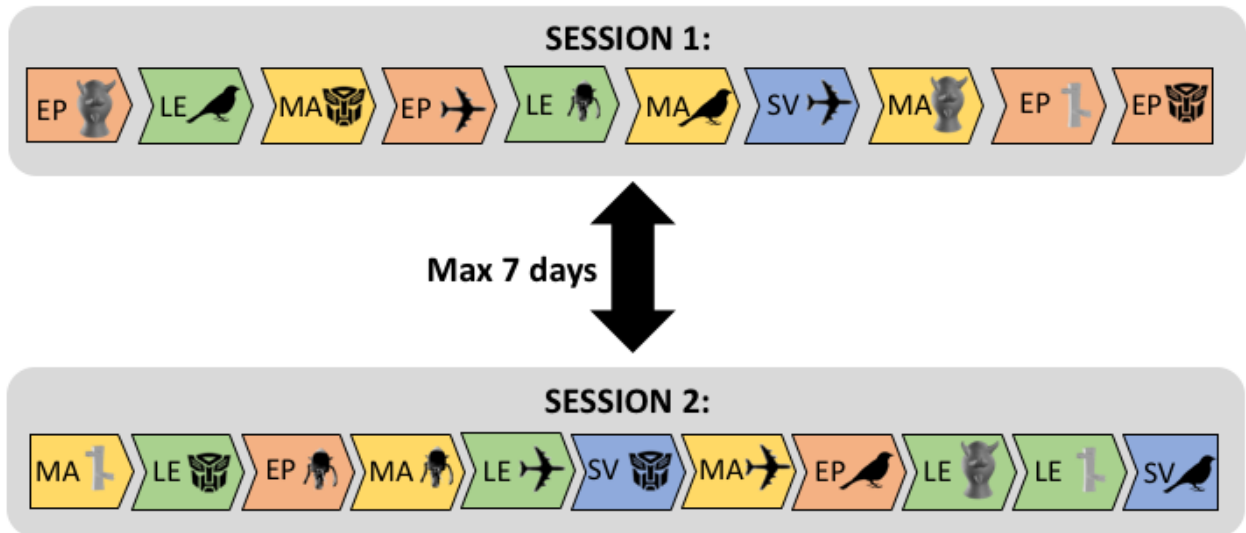 SESSION 1:
EP LE MA EP LE MA SV MA EP EP
Max 7 days
SESSION 2:
MA LE EP MA LE SV MA EP LE LE SV